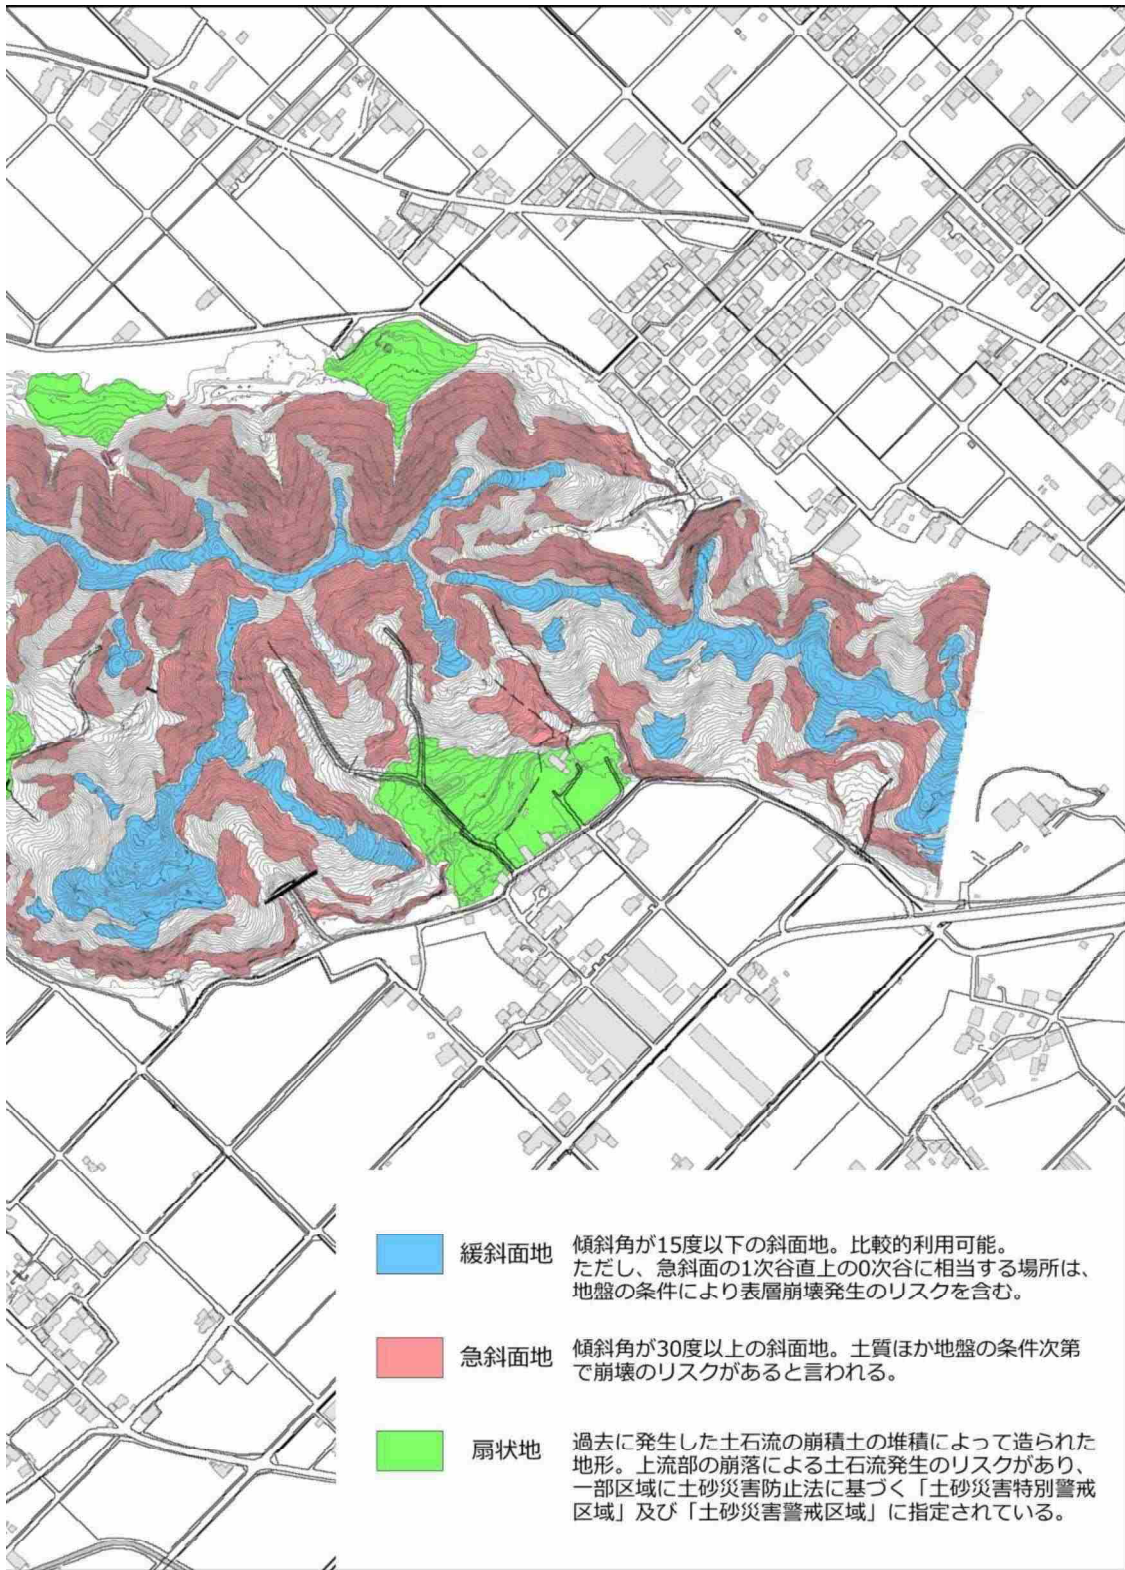 緩斜面地
傾斜角が15度以下の斜面地。比較的利用可能。
ただし、急斜面の1次谷直上の0次谷に相当する場所は、
地盤の条件により表層崩壊発生のリスクを含む。
急斜面地
傾斜角が30度以上の斜面地。土質ほか地盤の条件次第
で崩壊のリスクがあると言われる。
扇状地
過去に発生した土石流の崩積土の堆積によって造られた
地形。上流部の崩落による土石流発生のリスクがあり、
一部区域に土砂災害防止法に基づく「土砂災害特別警戒
区域」及び「土砂災害警戒区域」に指定されている。